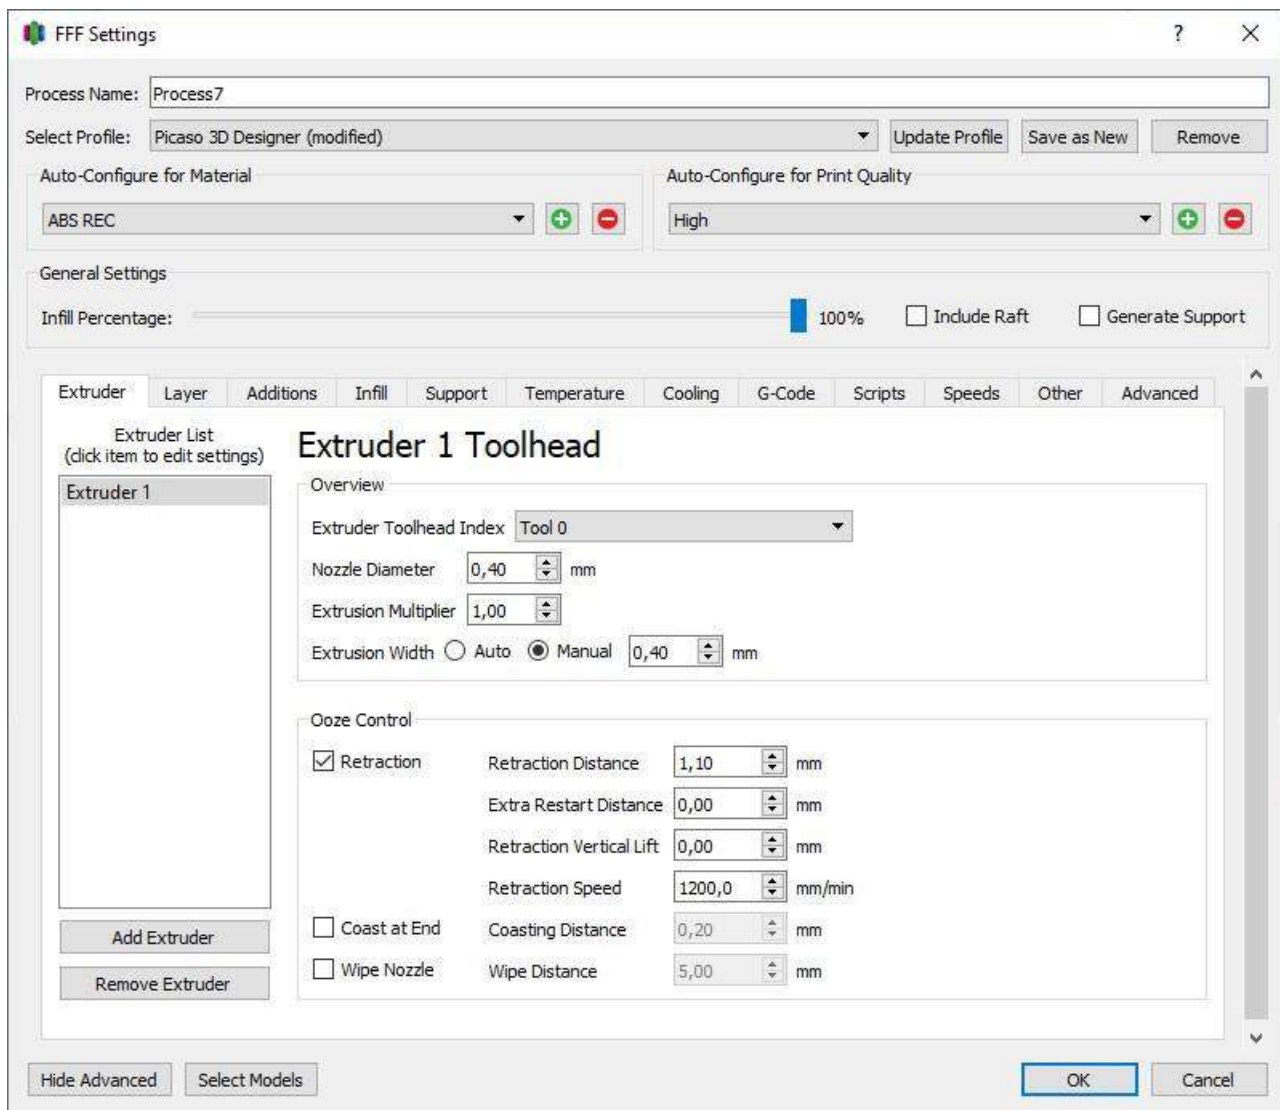 FFF Settings ?
Process Name: Process7
Select Profile: Picaso 3D Designer (modified) Update Profile Save as New Remove
Auto-Configure for Material Auto-Configure for Print Quality
ABS REC High
General Settings
Infill Percentage: 100% Include Raft Generate Support
Extruder Layer Additions Infill Support Temperature Cooling G-Code Scripts Speeds Other Advanced
Extruder List
(click item to edit settings)
Extruder 1
Add Extruder
Remove Extruder
Extruder 1 Toolhead
Overview
Extruder Toolhead Index Tool 0
Nozzle Diameter 0,40 mm
Extrusion Multiplier 1,00
Extrusion Width Auto Manual 0,40 mm
Ooze Control
Retraction Retraction Distance 1,10 mm
Extra Restart Distance 0,00 mm
Retraction Vertical Lift 0,00 mm
Retraction Speed 1200,0 mm/min
Coast at End Coasting Distance 0,20 mm
Wipe Nozzle Wipe Distance 5,00 mm
Hide Advanced Select Models OK Cancel